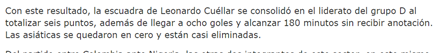 Con este resultado, la escuadra de Leonardo Cuéllar se consolidó en el liderato del grupo D al
totalizar seis puntos, además de llegar a ocho goles y alcanzar 180 minutos sin recibir anotación.
Las asiáticas se quedaron en cero y están casi eliminadas.